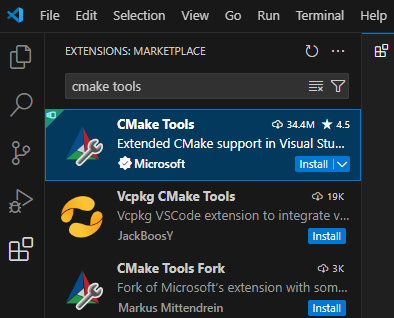 File Edit Selection View Go Run Terminal Help
EXTENSIONS: MARKETPLACE
cmake tools
CMake Tools 34.4M 4.5
Extended CMake support in Visual Stu...
Microsoft Install
Vcpkg CMake Tools 19K
Vcpkg VSCode extension to integrate v...
JackBoosY Install
CMake Tools Fork 3K
Fork of Microsoft's extension with som...
Markus Mittendrein Install